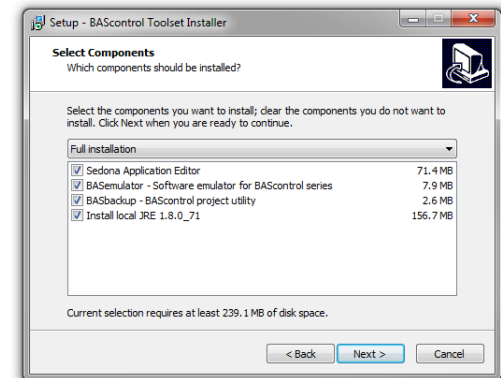 Setup - BAScontrol Toolset Installer
Select Components
Which components should be installed?
Select the components you want to install; clear the components you do not want to
install. Click Next when you are ready to continue.
Full installation
Sedona Application Editor 71.4 MB
BASemulator - Software emulator for BAScontrol series 7.9 MB
BASbackup - BAScontrol project utility 2.6 MB
Install local JRE 1.8.0_71 156.7 MB
Current selection requires at least 239.1 MB of disk space.
< Back Next > Cancel